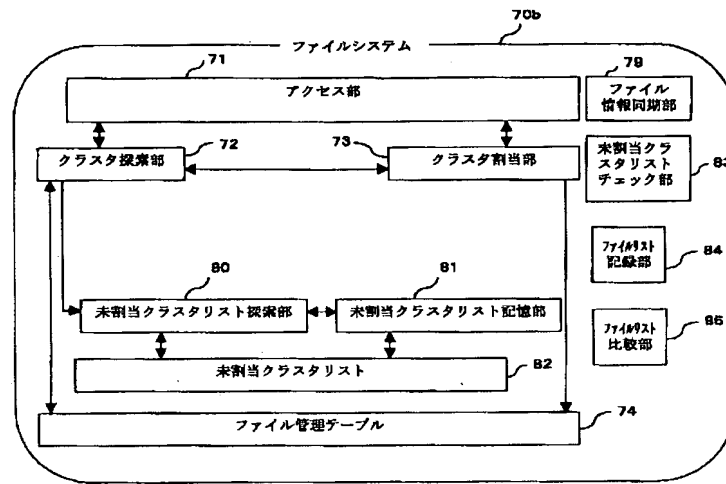 70b
ファイルシステム
71
アクセス部
79
ファイル
情報同期部
72
クラスタ探索部
73
クラスタ割当部
未割当クラ
スタリスト
チェック部
83
ファイルリスト
記録部
84
80
未割当クラスタリスト探索部
81
未割当クラスタリスト記憶部
ファイルリスト
比較部
85
未割当クラスタリスト
82
ファイル管理テーブル
74